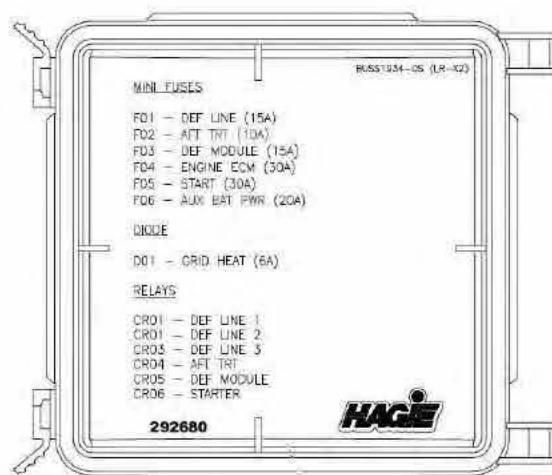 BUSS1934-05 (LR-X2)
MINI FUSES
F01 - DEF LINE (15A)
F02 - AFT TRT (10A)
F03 - DEF MODULE (15A)
F04 - ENGINE ECM (30A)
F05 - START (30A)
F06 - AUX BAT PWR (20A)
DIODE
D01 - GRID HEAT (6A)
RELAYS
CR01 - DEF LINE 1
CR01 - DEF LINE 2
CR03 - DEF LINE 3
CR04 - AFT TRT
CR05 - DEF MODULE
CR06 - STARTER
292680
HAGIE